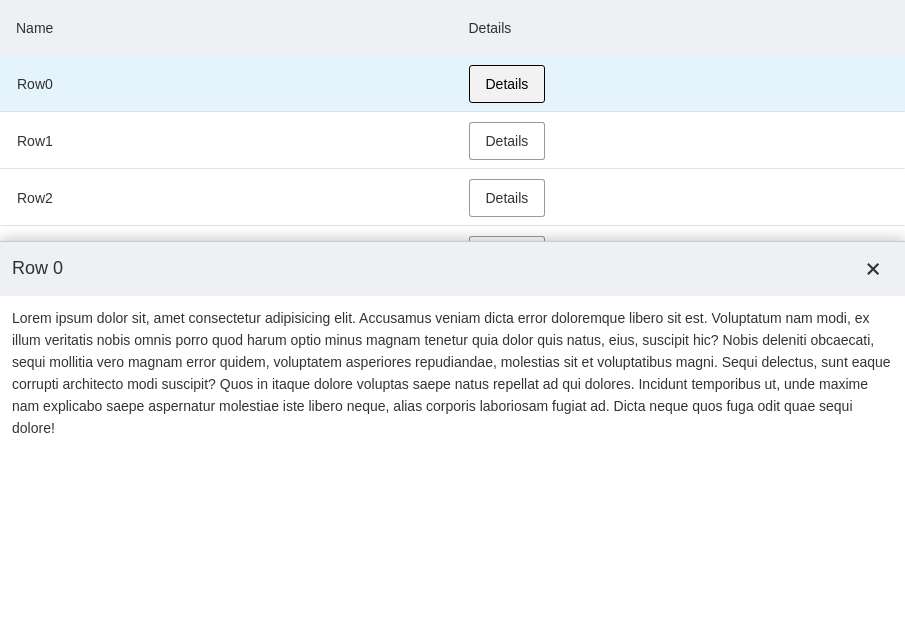 Name Details
Row0 Details
Row1 Details
Row2 Details
Row 0
Lorem ipsum dolor sit, amet consectetur adipisicing elit. Accusamus veniam dicta error doloremque libero sit est. Voluptatum nam modi, ex
illum veritatis nobis omnis porro quod harum optio minus magnam tenetur quia dolor quis natus, eius, suscipit hic? Nobis deleniti obcaecati,
sequi mollitia vero magnam error quidem, voluptatem asperiores repudiandae, molestias sit et voluptatibus magni. Sequi delectus, sunt eaque
corrupti architecto modi suscipit? Quos in itaque dolore voluptas saepe natus repellat ad qui dolores. Incidunt temporibus ut, unde maxime
nam explicabo saepe aspernatur molestiae iste libero neque, alias corporis laboriosam fugiat ad. Dicta neque quos fuga odit quae sequi
dolore!